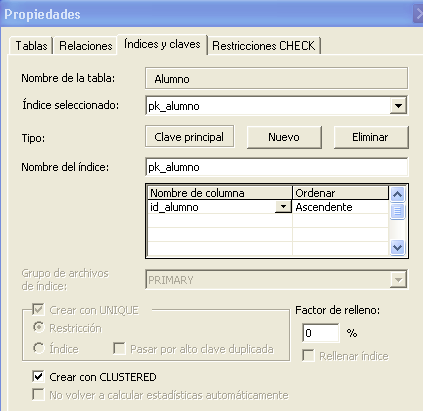 Propiedades
Tablas Relaciones Índices y claves Restricciones CHECK
Nombre de la tabla: Alumno
Índice seleccionado: pk_alumno
Tipo: Clave principal Nuevo Eliminar
Nombre del índice: pk_alumno
Nombre de columna Ordenar
id_alumno Ascendente
Grupo de archivos
de índice: PRIMARY
Crear con UNIQUE Factor de relleno:
Restricción 0 %
Índice Pasar por alto clave duplicada Rellenar índice
Crear con CLUSTERED
No volver a calcular estadísticas automáticamente